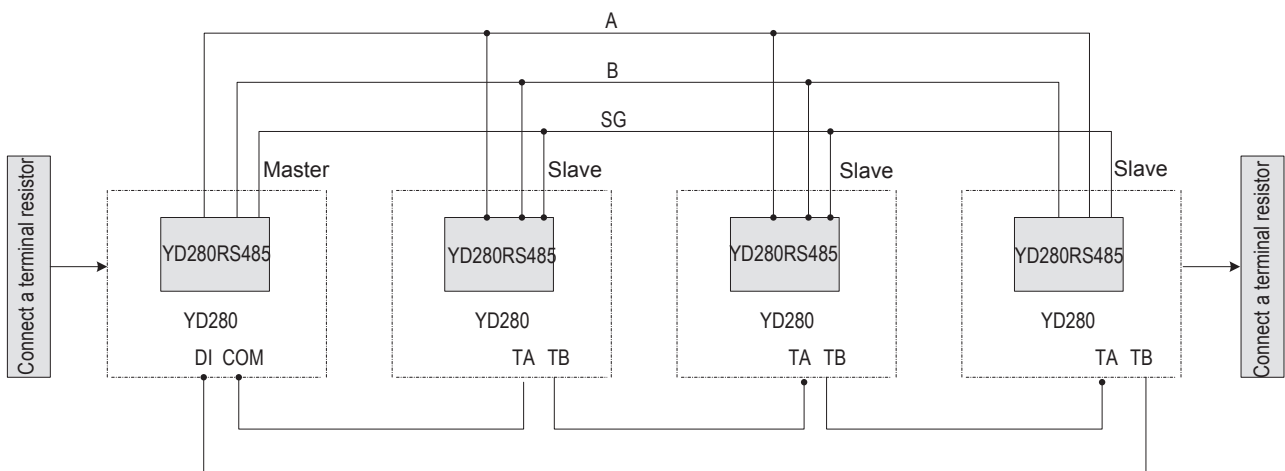 A
B
SG
Master
Slave
Slave
Slave
Connect a terminal resistor
YD280RS485
YD280RS485
YD280RS485
YD280RS485
Connect a terminal resistor
YD280
YD280
YD280
YD280
DI COM
TA TB
TA TB
TA TB